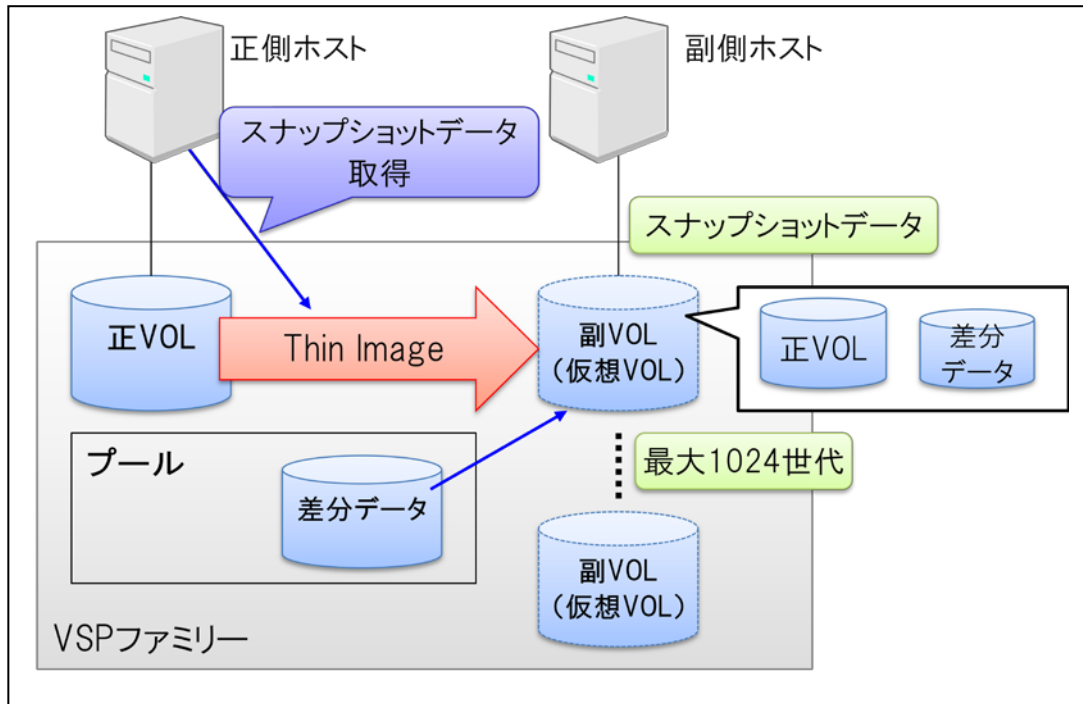 正側ホスト
副側ホスト
スナップショットデータ
取得
スナップショットデータ
正VOL
Thin Image
副VOL
(仮想VOL)
正VOL
差分
データ
プール
差分データ
最大1024世代
副VOL
(仮想VOL)
VSPファミリー